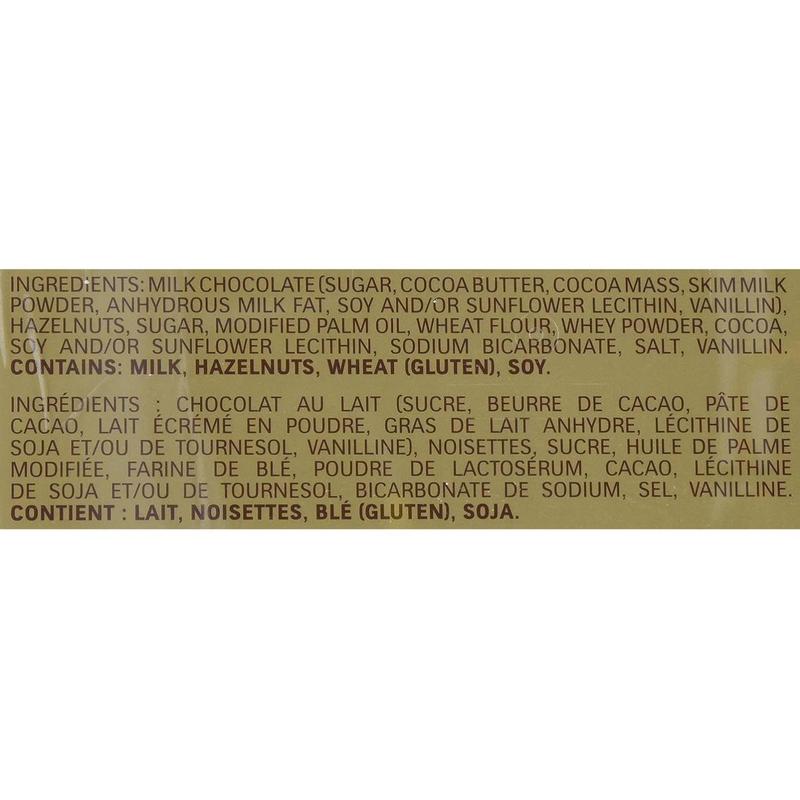 INGREDIENTS: MILK CHOCOLATE (SUGAR, COCOA BUTTER, COCOA MASS, SKIM MILK
POWDER, ANHYDROUS MILK FAT, SOY AND/OR SUNFLOWER LECITHIN, VANILLIN),
HAZELNUTS, SUGAR, MODIFIED PALM OIL, WHEAT FLOUR, WHEY POWDER, COCOA,
SOY AND/OR SUNFLOWER LECITHIN, SODIUM BICARBONATE, SALT, VANILLIN.
CONTAINS: MILK, HAZELNUTS, WHEAT (GLUTEN), SOY.
INGRÉDIENTS : CHOCOLAT AU LAIT (SUCRE, BEURRE DE CACAO, PÂTE DE
CACAO, LAIT ÉCRÉMÉ EN POUDRE, GRAS DE LAIT ANHYDRE, LÉCITHINE DE
SOJA ET/OU DE TOURNESOL, VANILLINE), NOISETTES, SUCRE, HUILE DE PALME
MODIFIÉE, FARINE DE BLÉ, POUDRE DE LACTOSÉRUM, CACAO, LÉCITHINE
DE SOJA ET/OU DE TOURNESOL, BICARBONATE DE SODIUM, SEL, VANILLINE.
CONTIENT : LAIT, NOISETTES, BLÉ (GLUTEN), SOJA.